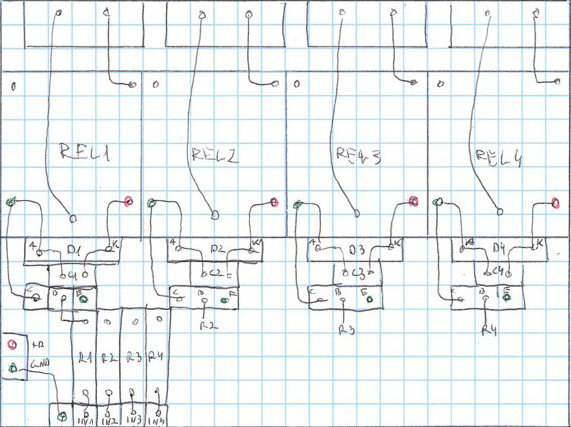 REL1 REL2 REL3 REL4
A D1 K A D2 K A D3 K A D4 K
C1 C2 C3 C4
C B C B E C B E C B E
R2 R3 R4
R1 R2 R3 R4
GND
IN1 IN2 IN3 IN4